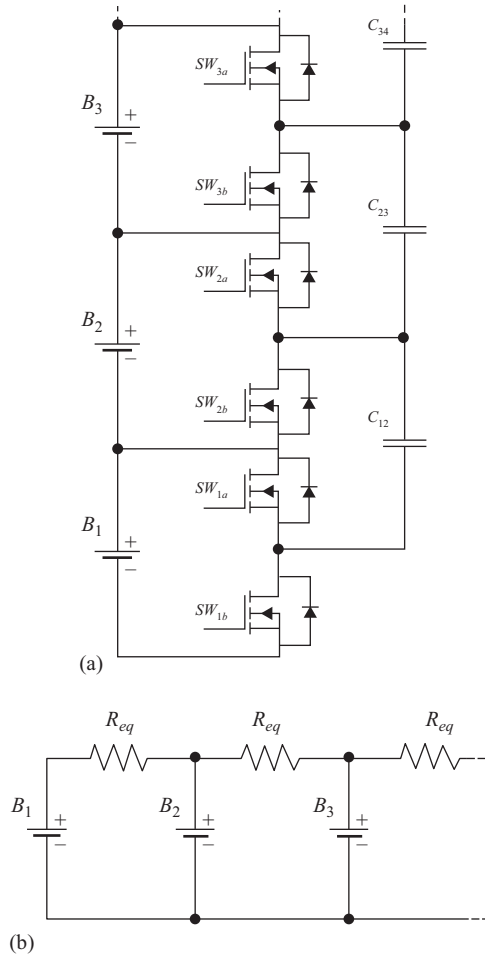 C34
SW3a
+
B3
−
SW3b
C23
SW2a
+
B2
−
SW2b
C12
SW1a
+
B1
−
SW1b
(a)
Req Req Req
B1 + − B2 + − B3 + −
(b)